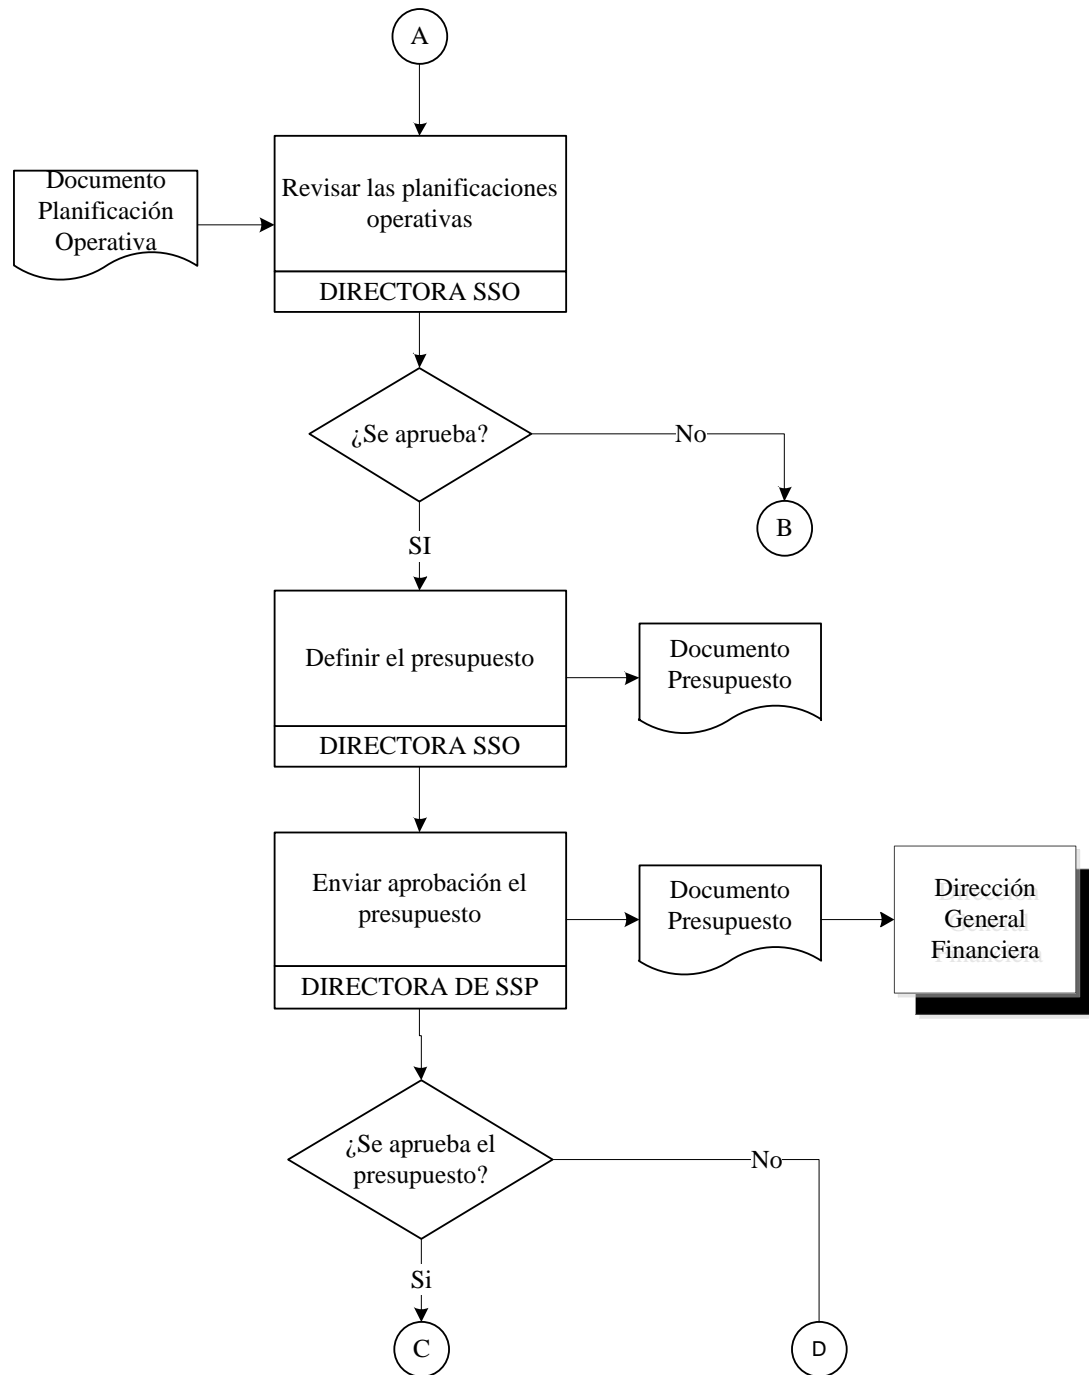 A
Documento
Planificación
Operativa
Revisar las planificaciones
operativas
DIRECTORA SSO
¿Se aprueba?
No
B
SI
Definir el presupuesto
DIRECTORA SSO
Documento
Presupuesto
Enviar aprobación el
presupuesto
DIRECTORA DE SSP
Documento
Presupuesto
Dirección
General
Financiera
¿Se aprueba el
presupuesto?
No
Si
C
D